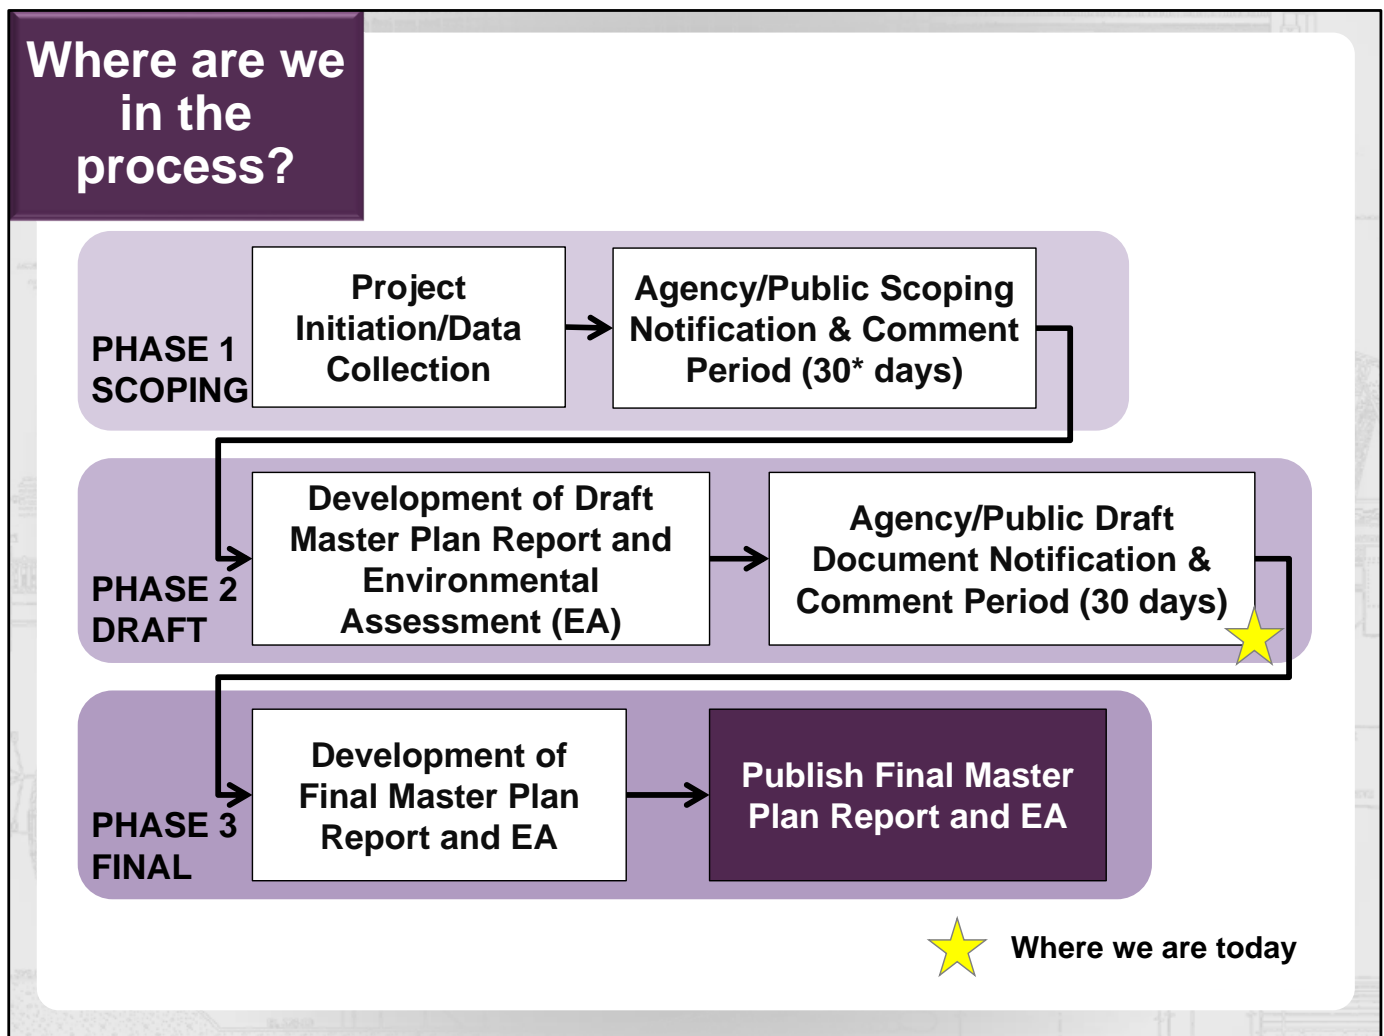 Where are we
in the
process?
PHASE 1
SCOPING
Project
Initiation/Data
Collection
Agency/Public Scoping
Notification & Comment
Period (30* days)
PHASE 2
DRAFT
Development of Draft
Master Plan Report and
Environmental
Assessment (EA)
Agency/Public Draft
Document Notification &
Comment Period (30 days)
PHASE 3
FINAL
Development of
Final Master Plan
Report and EA
Publish Final Master
Plan Report and EA
Where we are today